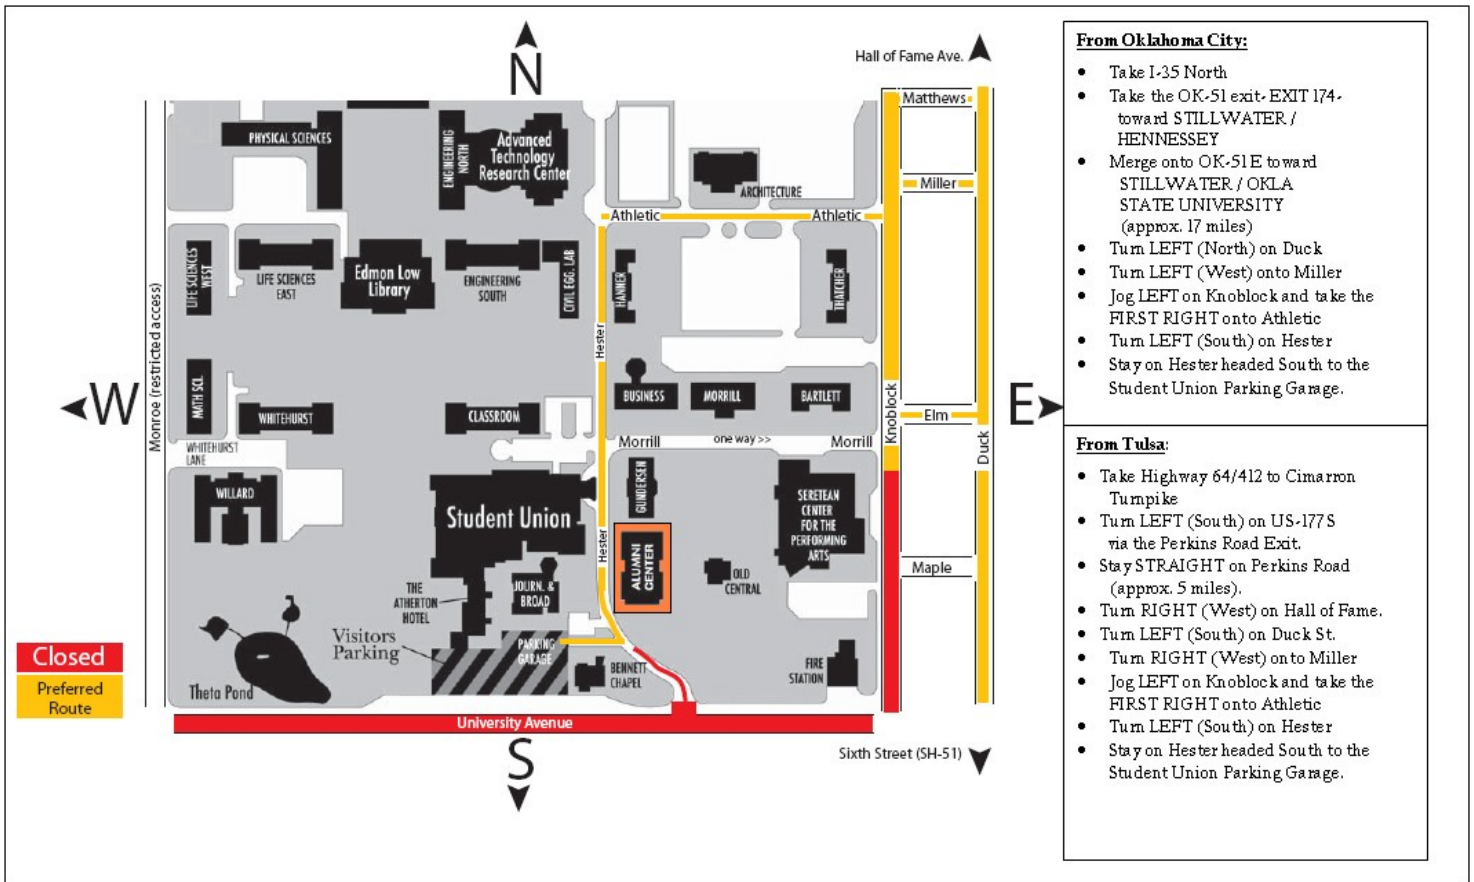 N
Hall of Fame Ave.
Matthews
PHYSICAL SCIENCES
ENGINEERING
NORTH
Advanced
Technology
Research Center
ARCHITECTURE
Miller
Athletic
Athletic
LIFE SCIENCES
WEST
LIFE SCIENCES
EAST
Edmon Low
Library
ENGINEERING
SOUTH
CIVIL EGG. LAB
HANNER
THATCHER
Monroe (restricted access)
Hester
W
E
MATH SCI.
WHITEHURST
CLASSROOM
BUSINESS
MORRILL
BARTLETT
Knoblock
Elm
Duck
WHITEHURST
LANE
Morrill
one way >>
Morrill
WILLARD
Student Union
GUNDERSEN
SERETEAN
CENTER
FOR THE
PERFORMING
ARTS
Hester
ALUMNI
CENTER
OLD
CENTRAL
Maple
THE
ATHERTON
HOTEL
JOURN. &
BROAD
Visitors
Parking
PARKING
GARAGE
BENNETT
CHAPEL
FIRE
STATION
Theta Pond
Closed
Preferred
Route
University Avenue
S
Sixth Street (SH-51)
From Oklahoma City:
• Take I-35 North
• Take the OK-51 exit- EXIT 174-
toward STILLWATER /
HENNESSEY
• Merge onto OK-51 E toward
STILLWATER / OKLA
STATE UNIVERSITY
(approx. 17 miles)
• Turn LEFT (North) on Duck
• Turn LEFT (West) onto Miller
• Jog LEFT on Knoblock and take the
FIRST RIGHT onto Athletic
• Turn LEFT (South) on Hester
• Stay on Hester headed South to the
Student Union Parking Garage.
From Tulsa:
• Take Highway 64/412 to Cimarron
Turnpike
• Turn LEFT (South) on US-177 S
via the Perkins Road Exit.
• Stay STRAIGHT on Perkins Road
(approx. 5 miles).
• Turn RIGHT (West) on Hall of Fame.
• Turn LEFT (South) on Duck St.
• Turn RIGHT (West) onto Miller
• Jog LEFT on Knoblock and take the
FIRST RIGHT onto Athletic
• Turn LEFT (South) on Hester
• Stay on Hester headed South to the
Student Union Parking Garage.